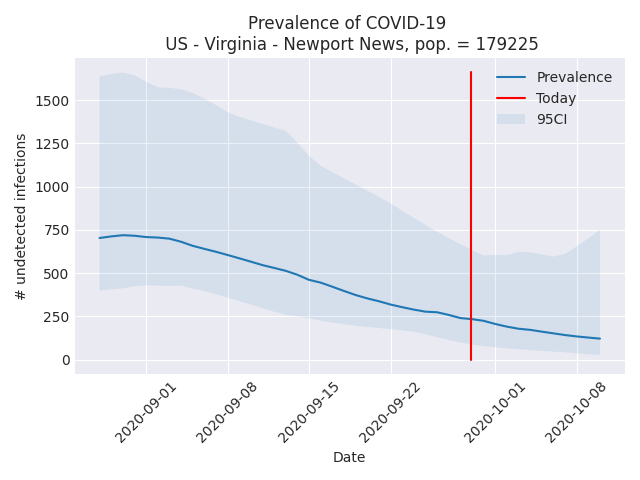 Prevalence of COVID-19
US - Virginia - Newport News, pop. = 179225
Prevalence
Today
95CI
# undetected infections
1500
1250
1000
750
500
250
0
2020-09-01
2020-09-08
2020-09-15
2020-09-22
2020-10-01
2020-10-08
Date